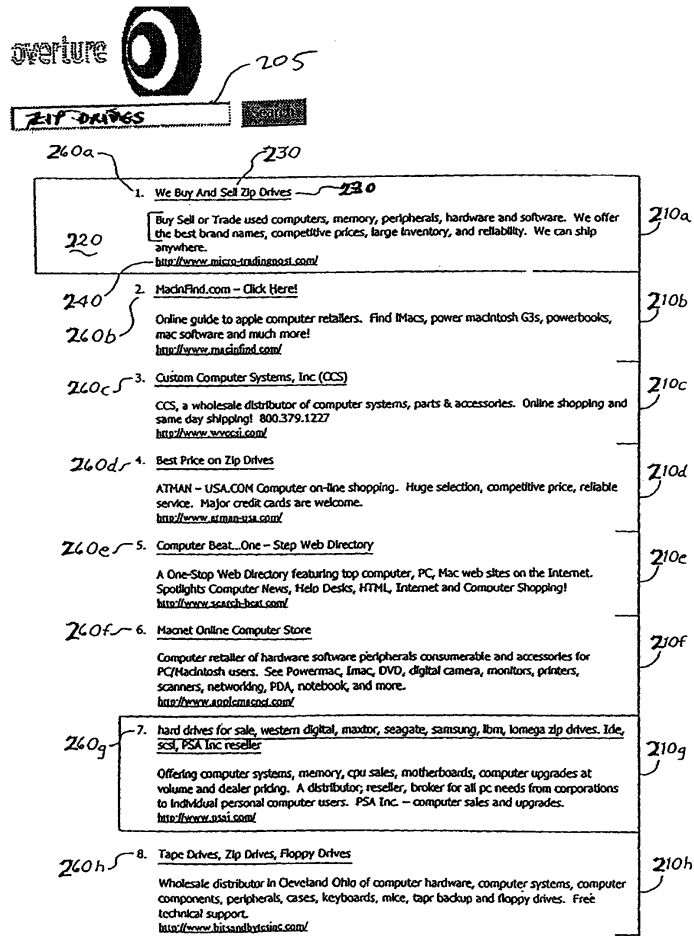 overture
205
ZIP DRIVES
Search
260a
230
1. We Buy And Sell Zip Drives
230
Buy Sell or Trade used computers, memory, peripherals, hardware and software. We offer
the best brand names, competitive prices, large inventory, and reliability. We can ship
anywhere.
http://www.micro-tradingpost.com/
210a
220
240
2. MacinFind.com – Click Here!
260b
Online guide to apple computer retailers. Find iMacs, power macintosh G3s, powerbooks,
mac software and much more!
http://www.macinfind.com/
210b
260c
3. Custom Computer Systems, Inc (CCS)
CCS, a wholesale distributor of computer systems, parts & accessories. Online shopping and
same day shipping! 800.379.1227
http://www.wvccsi.com/
210c
260d
4. Best Price on Zip Drives
ATMAN – USA.COM Computer on-line shopping. Huge selection, competitive price, reliable
service. Major credit cards are welcome.
http://www.atman-usa.com/
210d
260e
5. Computer Beat...One – Step Web Directory
A One-Stop Web Directory featuring top computer, PC, Mac web sites on the Internet.
Spotlights Computer News, Help Desks, HTML, Internet and Computer Shopping!
http://www.search-beat.com/
210e
260f
6. Macnet Online Computer Store
Computer retailer of hardware software peripherals consumerable and accessories for
PC/Macintosh users. See Powermac, Imac, DVD, digital camera, monitors, printers,
scanners, networking, PDA, notebook, and more.
http://www.applemacnet.com/
210f
260g
7. hard drives for sale, western digital, maxtor, seagate, samsung, ibm, iomega zip drives. Ide,
scsi, PSA Inc reseller
Offering computer systems, memory, cpu sales, motherboards, computer upgrades at
volume and dealer pricing. A distributor; reseller, broker for all pc needs from corporations
to individual personal computer users. PSA Inc. – computer sales and upgrades.
http://www.psai.com/
210g
260h
8. Tape Drives, Zip Drives, Floppy Drives
Wholesale distributor in Cleveland Ohio of computer hardware, computer systems, computer
components, peripherals, cases, keyboards, mice, tapr backup and floppy drives. Free
technical support.
http://www.bitsandbytesinc.com/
210h